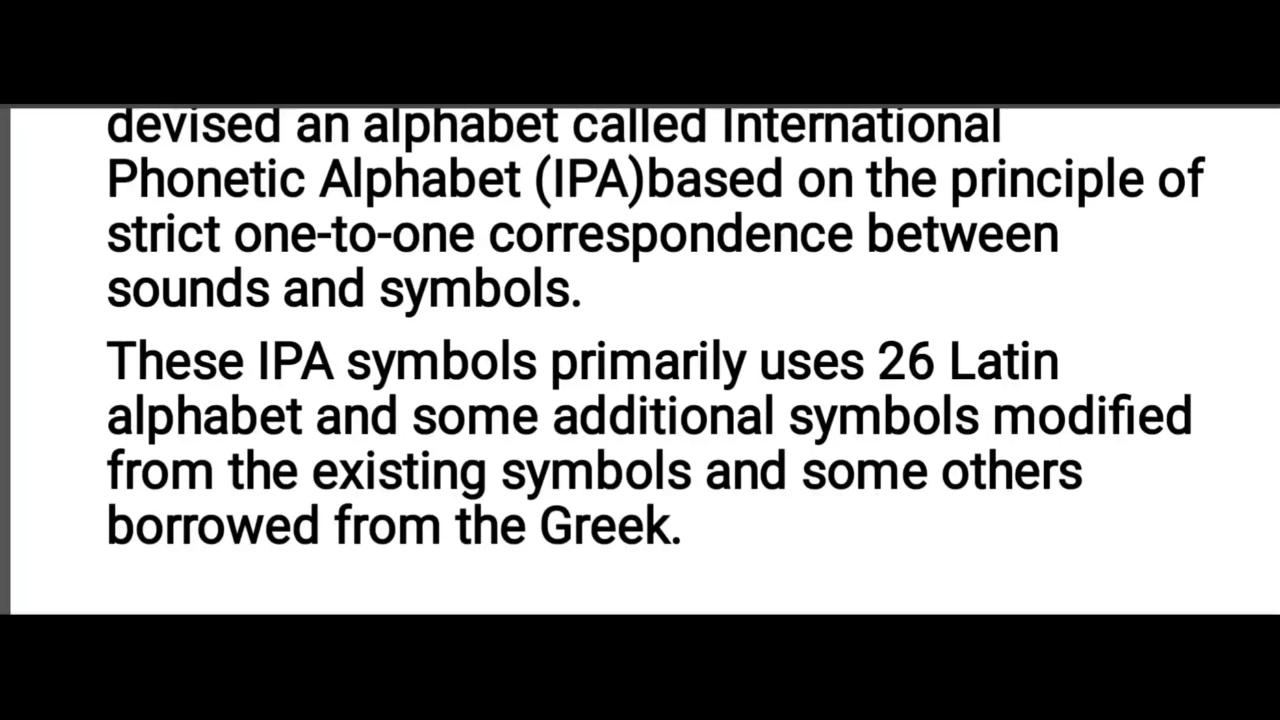 devised an alphabet called International
Phonetic Alphabet (IPA)based on the principle of
strict one-to-one correspondence between
sounds and symbols.
These IPA symbols primarily uses 26 Latin
alphabet and some additional symbols modified
from the existing symbols and some others
borrowed from the Greek.